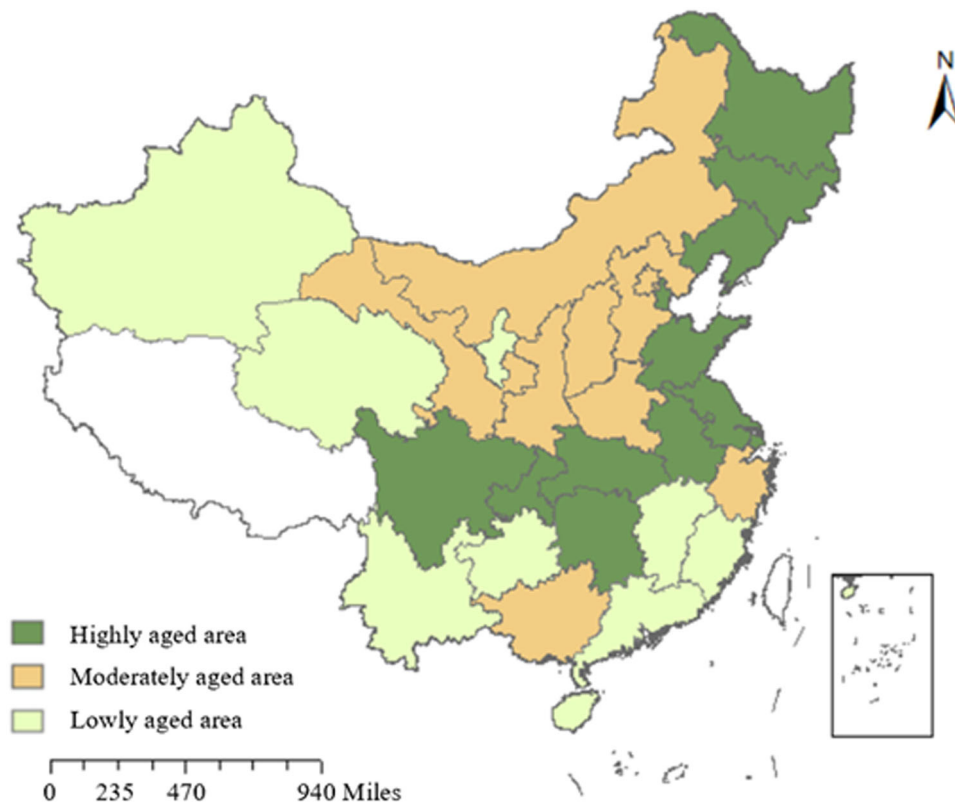 N
Highly aged area
Moderately aged area
Lowly aged area
0 235 470 940 Miles